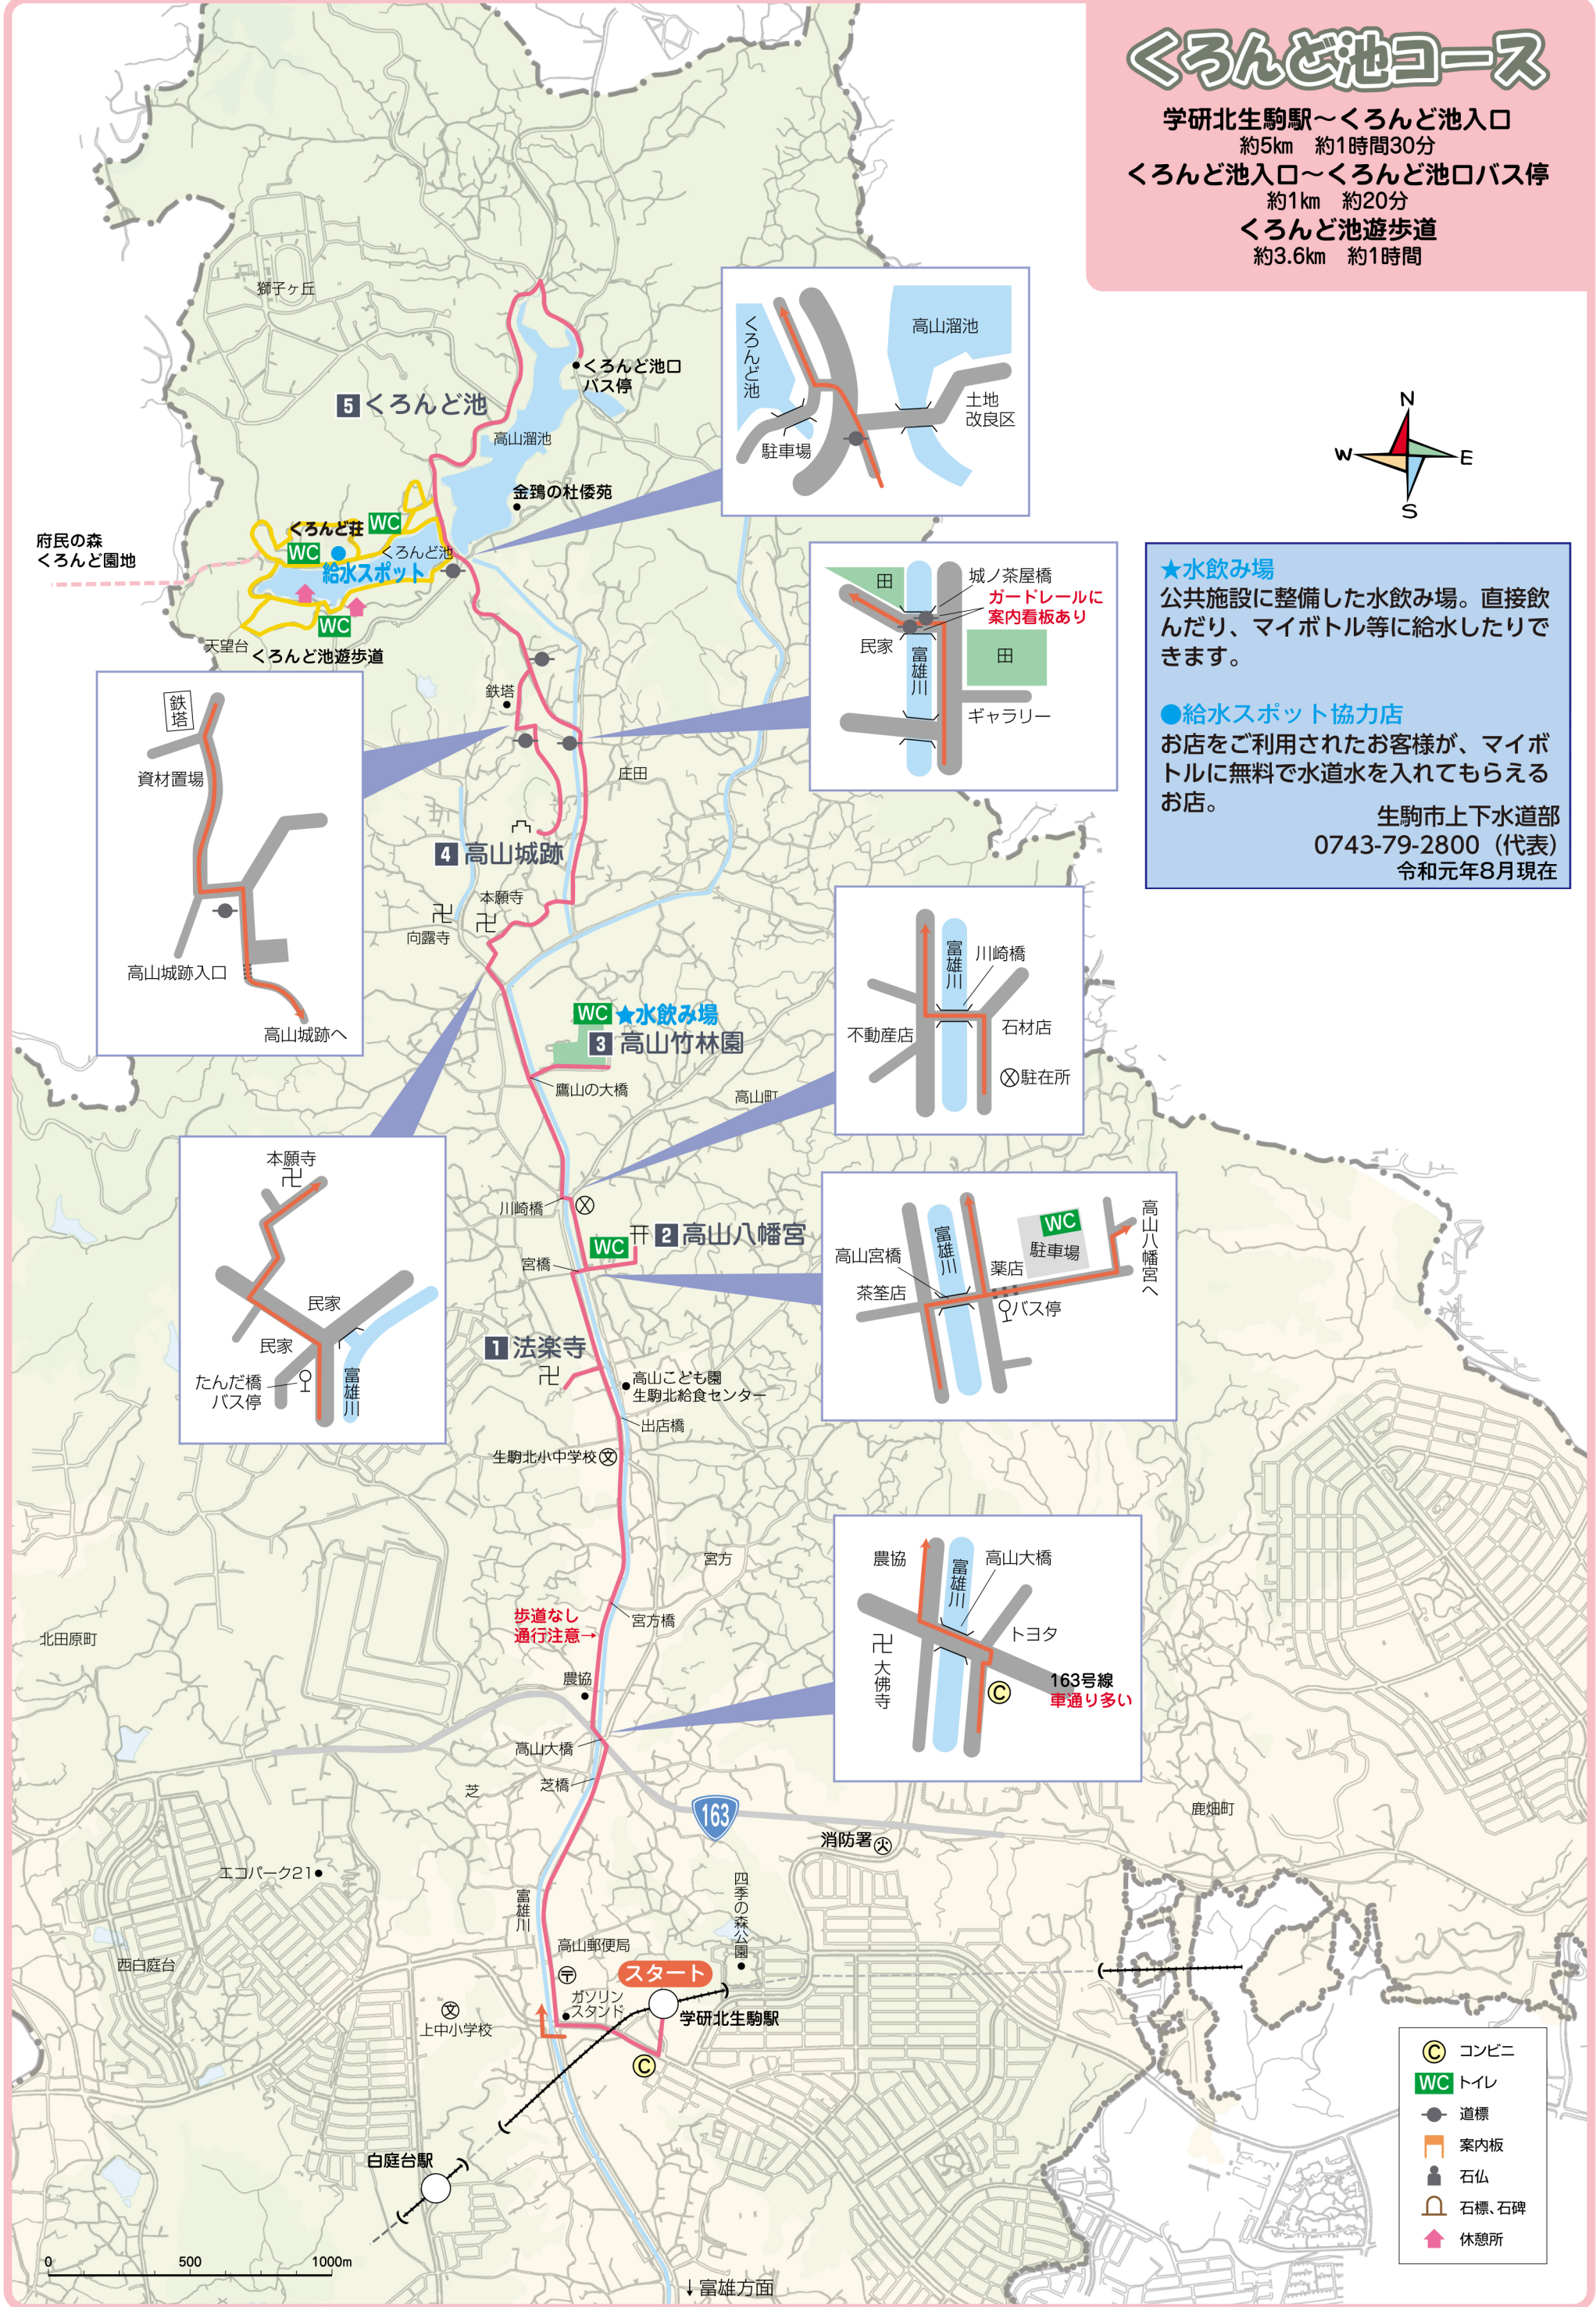 くろんど池コース
学研北生駒駅～くろんど池入口
約5km　約1時間30分
くろんど池入口～くろんど池口バス停
約1km　約20分
くろんど池遊歩道
約3.6km　約1時間
N
W
E
S
★水飲み場
公共施設に整備した水飲み場。直接飲
んだり、マイボトル等に給水したりで
きます。
●給水スポット協力店
お店をご利用されたお客様が、マイボ
トルに無料で水道水を入れてもらえる
お店。
生駒市上下水道部
0743-79-2800（代表）
令和元年8月現在
獅子ヶ丘
くろんど池口
バス停
5 くろんど池
高山溜池
金鵄の杜倭苑
くろんど荘
WC
WC
くろんど池
給水スポット
WC
府民の森
くろんど園地
天望台
くろんど池遊歩道
くろんど池
高山溜池
土地
改良区
駐車場
田
城ノ茶屋橋
ガードレールに
案内看板あり
民家
富雄川
田
ギャラリー
鉄塔
資材置場
高山城跡入口
高山城跡へ
鉄塔
庄田
4 高山城跡
本願寺
向露寺
WC ★水飲み場
3 高山竹林園
鷹山の大橋
高山町
富雄川
川崎橋
不動産店
石材店
駐在所
本願寺
民家
民家
たんだ橋
バス停
富雄川
川崎橋
WC
2 高山八幡宮
宮橋
高山宮橋
富雄川
茶筌店
薬店
WC
駐車場
バス停
高山八幡宮へ
1 法楽寺
高山こども園
生駒北給食センター
出店橋
生駒北小中学校 文
宮方
宮方橋
歩道なし
通行注意→
農協
北田原町
農協
富雄川
高山大橋
トヨタ
大佛寺
C
163号線
車通り多い
高山大橋
芝橋
芝
163
鹿畑町
消防署
エコパーク21
四季の森公園
富雄川
西白庭台
高山郵便局
スタート
ガソリン
スタンド
学研北生駒駅
文
上中小学校
C
白庭台駅
0
500
1000m
↓富雄方面
C コンビニ
WC トイレ
道標
案内板
石仏
石標、石碑
休憩所